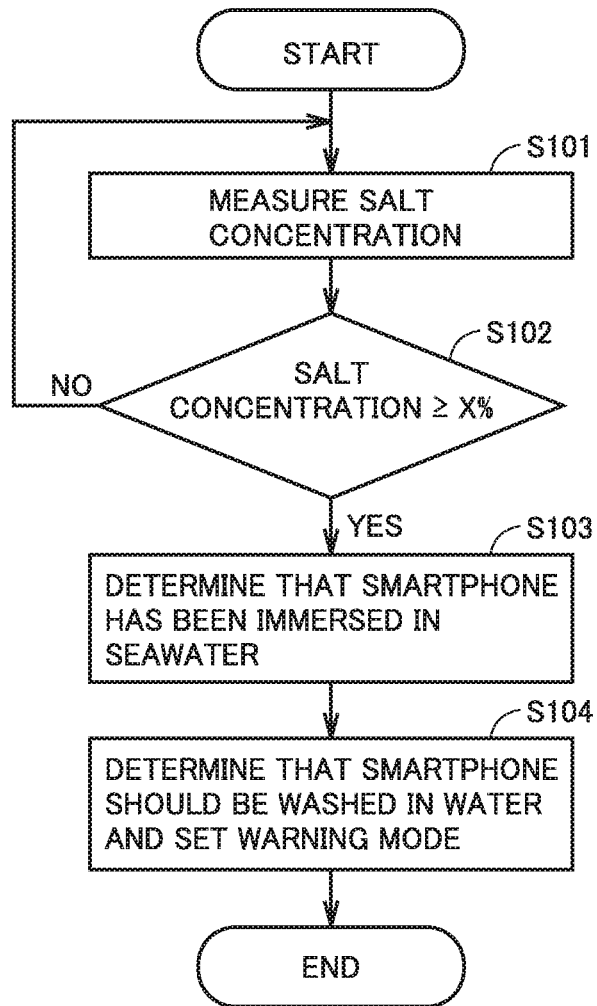 START
S101
MEASURE SALT
CONCENTRATION
S102
SALT
CONCENTRATION ≥ X%
NO
YES
S103
DETERMINE THAT SMARTPHONE
HAS BEEN IMMERSED IN
SEAWATER
S104
DETERMINE THAT SMARTPHONE
SHOULD BE WASHED IN WATER
AND SET WARNING MODE
END